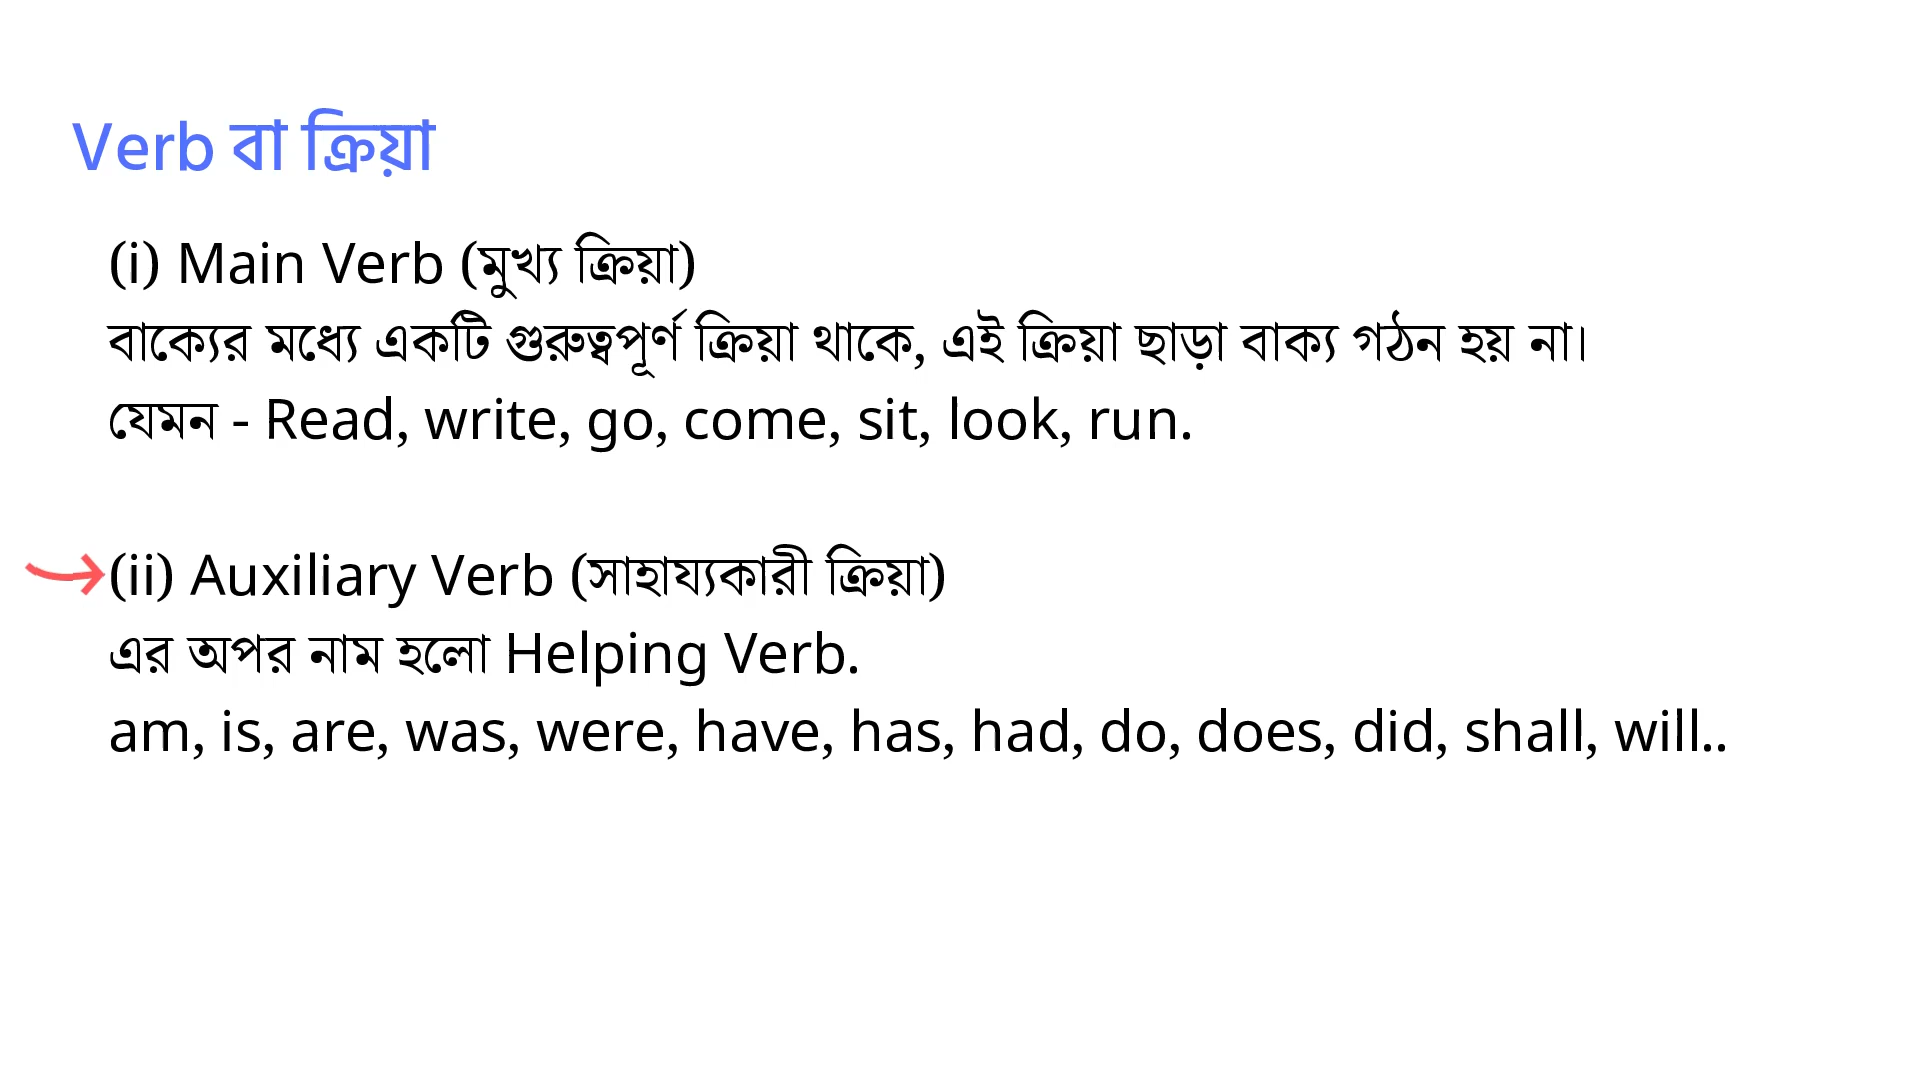 Verb বা ক্রিয়া
(i) Main Verb (মুখ্য ক্রিয়া)
বাক্যের মধ্যে একটি গুরুত্বপূর্ণ ক্রিয়া থাকে, এই ক্রিয়া ছাড়া বাক্য গঠন হয় না।
যেমন - Read, write, go, come, sit, look, run.
(ii) Auxiliary Verb (সাহায্যকারী ক্রিয়া)
এর অপর নাম হলো Helping Verb.
am, is, are, was, were, have, has, had, do, does, did, shall, will..